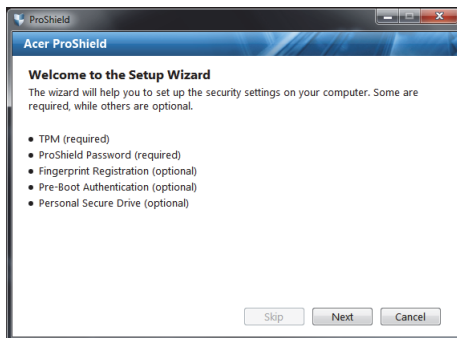 ProShield
Acer ProShield
Welcome to the Setup Wizard
The wizard will help you to set up the security settings on your computer. Some are
required, while others are optional.
• TPM (required)
• ProShield Password (required)
• Fingerprint Registration (optional)
• Pre-Boot Authentication (optional)
• Personal Secure Drive (optional)
Skip Next Cancel